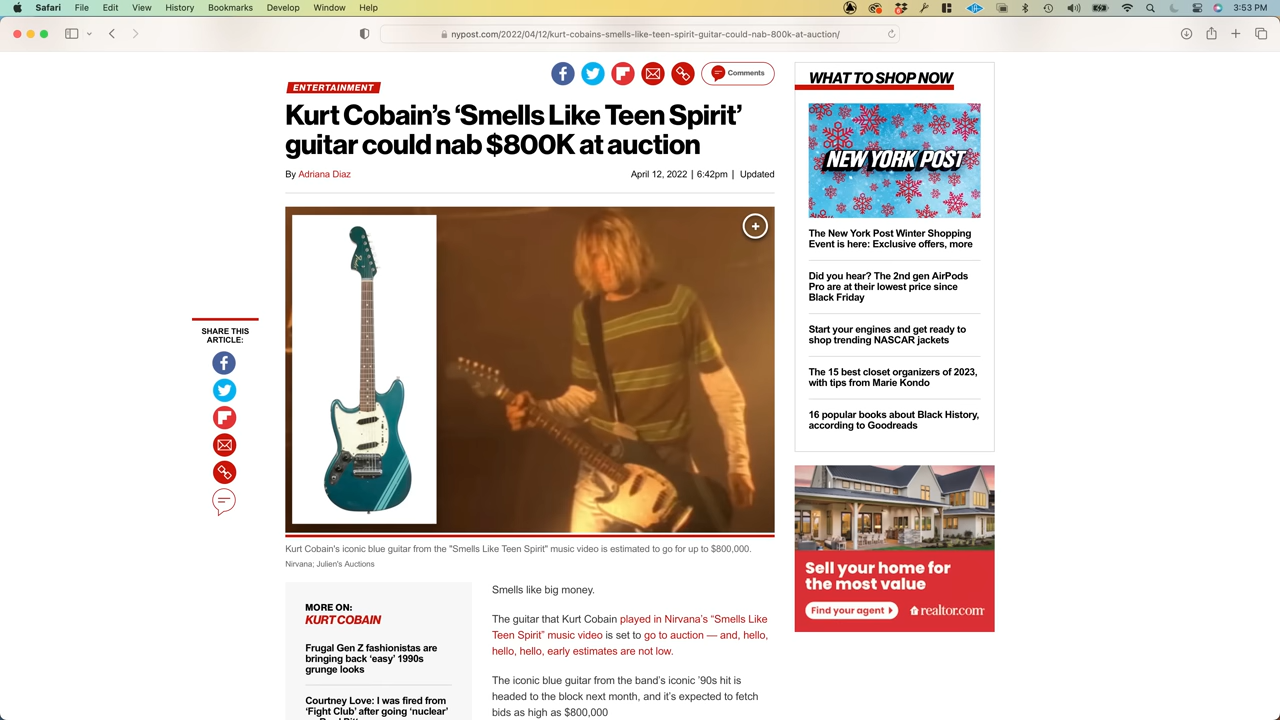 Safari
File
Edit
View
History
Bookmarks
Window
Help
3:53 PM
nypost.com/2022/04/12/kurt-cobains-smells-like-teen-spirit-guitar-could-nab-800k-at-auction/
Comments
ENTERTAINMENT
Kurt Cobain's ‘Smells Like Teen Spirit’
guitar could nab $800K at auction
By Adriana Diaz
April 12, 2022 | 6:42pm | Updated
SHARE THIS
ARTICLE:
Kurt Cobain's iconic blue guitar from the "Smells Like Teen Spirit" music video is estimated to go for up to $800,000.
Nirvana; Julien's Auctions
MORE ON:
KURT COBAIN
Frugal Gen Z fashionistas are
bringing back ‘easy’ 1990s
grunge looks
Courtney Love: I was fired from
‘Fight Club’ after going ‘nuclear’
Smells like big money.
The guitar that Kurt Cobain played in Nirvana's “Smells Like
Teen Spirit” music video is set to go to auction — and, hello,
hello, hello, early estimates are not low.
The iconic blue guitar from the band's iconic ’90s hit is
headed to the block next month, and it's expected to fetch
bids as high as $800,000
WHAT TO SHOP NOW
NEW YORK POST
The New York Post Winter Shopping
Event is here: Exclusive offers, more
Did you hear? The 2nd gen AirPods
Pro are at their lowest price since
Black Friday
Start your engines and get ready to
shop trending NASCAR jackets
The 15 best closet organizers of 2023,
with tips from Marie Kondo
16 popular books about Black History,
according to Goodreads
Sell your home for
the most value
Find your agent
realtor.com